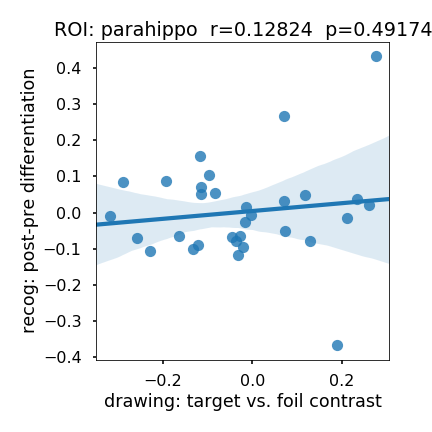 ROI: parahippo  r=0.12824  p=0.49174
recog: post-pre differentiation
0.4
0.3
0.2
0.1
0.0
−0.1
−0.2
−0.3
−0.4
−0.2 0.0 0.2
drawing: target vs. foil contrast